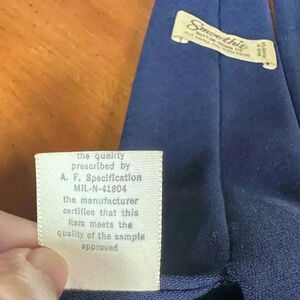 Smoothie
the quality
prescribed by
A. F. Specification
MIL-N-41804
the manufacturer
certifies that this
item meets the
quality of the sample
approved